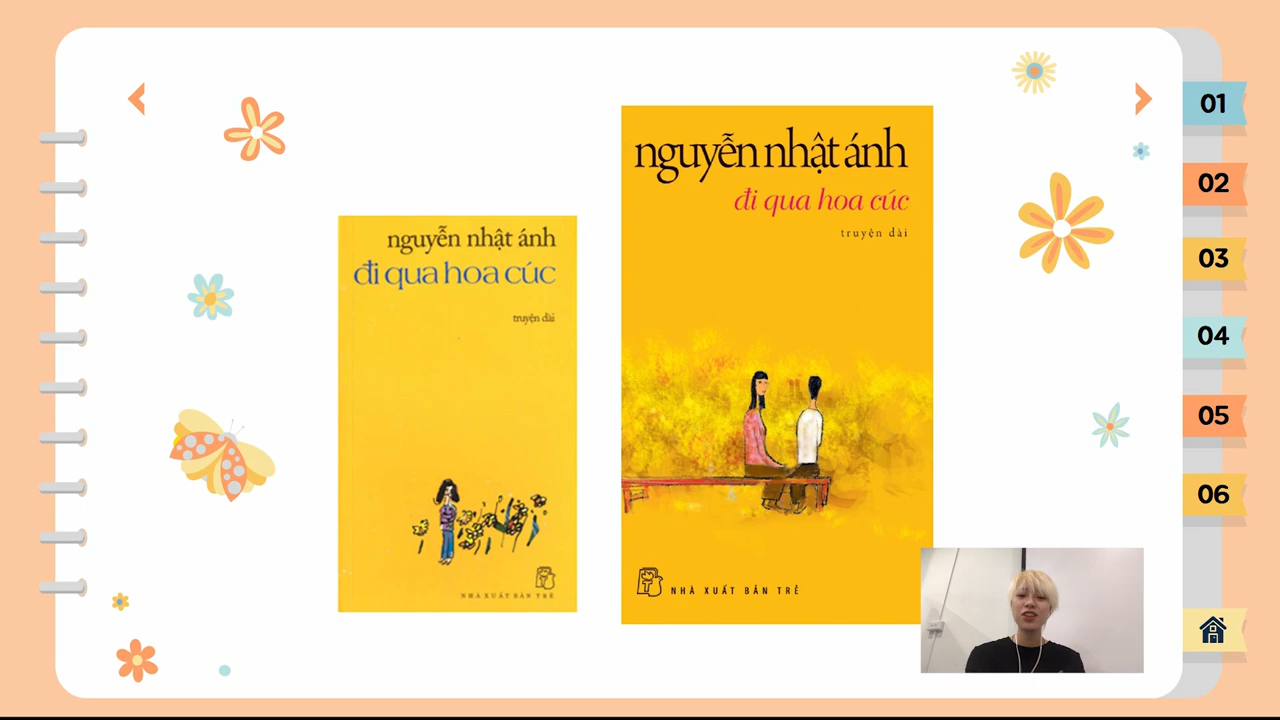 nguyễn nhật ánh
đi qua hoa cúc
truyện dài
NHÀ XUẤT BẢN TRẺ
nguyễn nhật ánh
đi qua hoa cúc
truyện dài
NHÀ XUẤT BẢN TRẺ
01
02
03
04
05
06